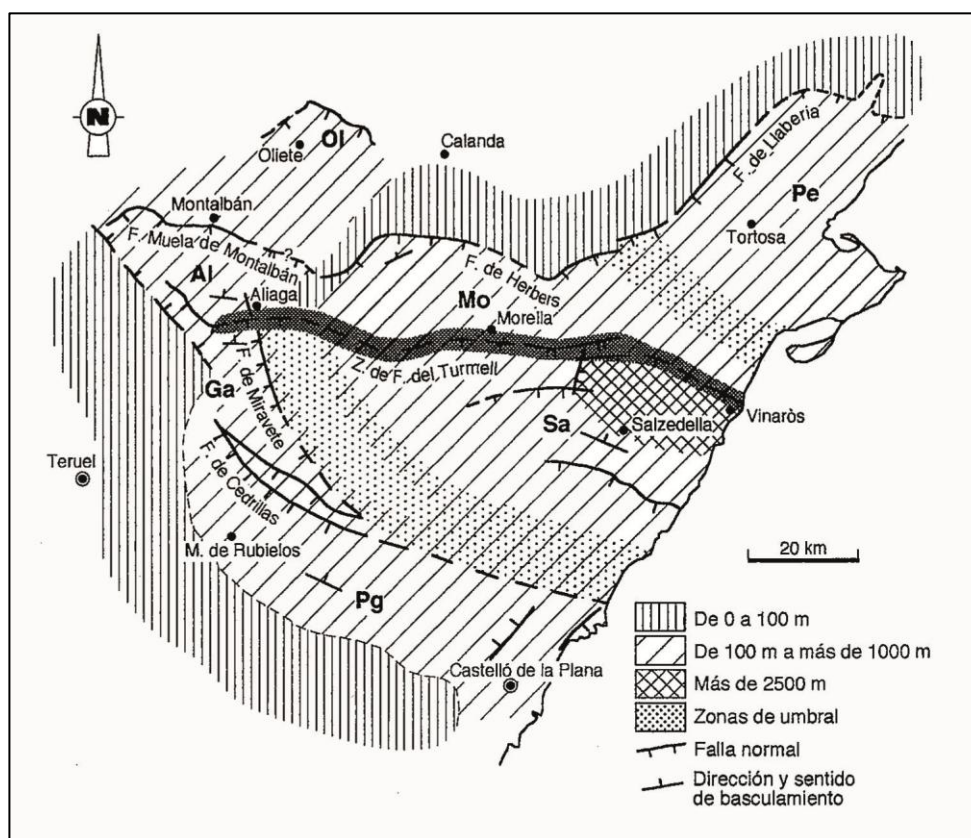 N
Ol
Oliete
Calanda
F. de Llabería
Pe
Montalbán
Tortosa
F. Muela de Montalbán
?
Al
F. de Herbers
Aliaga
Mo
Morella
Z. de F. del Turmell
Ga
F. de Miravete
Sa
Salzedella
Vinaròs
Teruel
F. de Cedrillas
M. de Rubielos
20 km
Pg
Castelló de la Plana
De 0 a 100 m
De 100 m a más de 1000 m
Más de 2500 m
Zonas de umbral
Falla normal
Dirección y sentido
de basculamiento